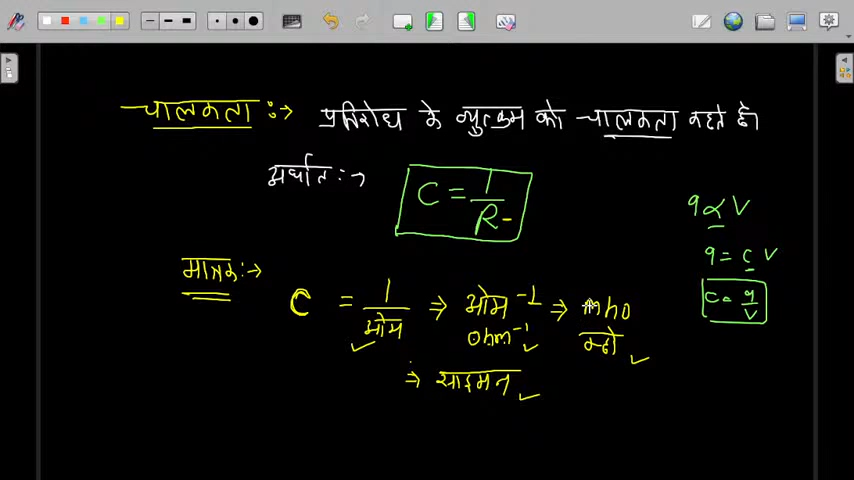 चालकता :→ प्रतिरोध के व्युत्क्रम को चालकता कहते हैं।
अर्थात :→ C = 1/R
q ∝ V
q = C V
C = q/V
मात्रक :→
C = 1/ओम ⇒ ओम⁻¹ ⇒ mho
ohm⁻¹ म्हो
⇒ साइमन